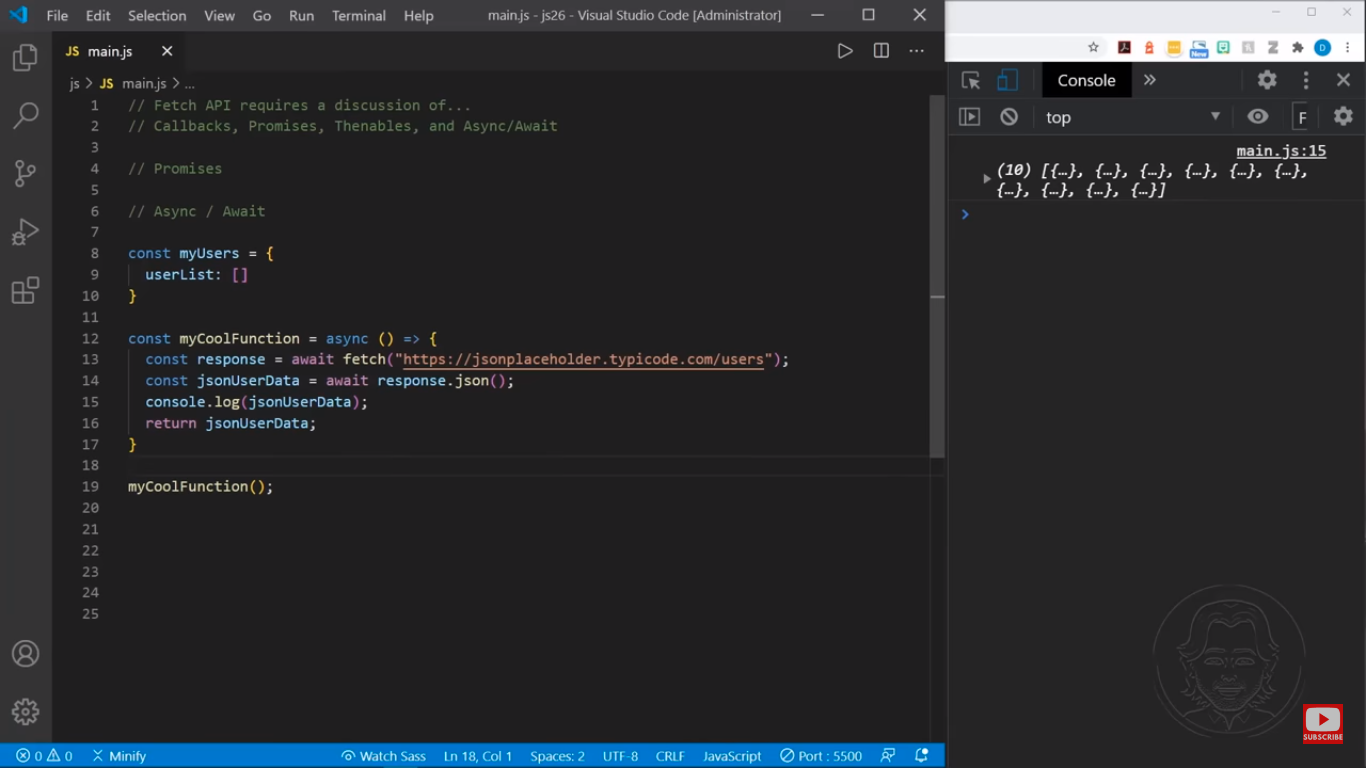 File Edit Selection View Go Run Terminal Help main.js - js26 - Visual Studio Code [Administrator]
JS main.js
js > JS main.js > ...
1 // Fetch API requires a discussion of...
2 // Callbacks, Promises, Thenables, and Async/Await
3
4 // Promises
5
6 // Async / Await
7
8 const myUsers = {
9 userList: []
10 }
11
12 const myCoolFunction = async () => {
13 const response = await fetch("https://jsonplaceholder.typicode.com/users");
14 const jsonUserData = await response.json();
15 console.log(jsonUserData);
16 return jsonUserData;
17 }
18
19 myCoolFunction();
20
21
22
23
24
25
0 0 Minify Watch Sass Ln 18, Col 1 Spaces: 2 UTF-8 CRLF JavaScript Port : 5500
New D
Console
top F
main.js:15
(10) [{…}, {…}, {…}, {…}, {…}, {…},
{…}, {…}, {…}, {…}]
SUBSCRIBE